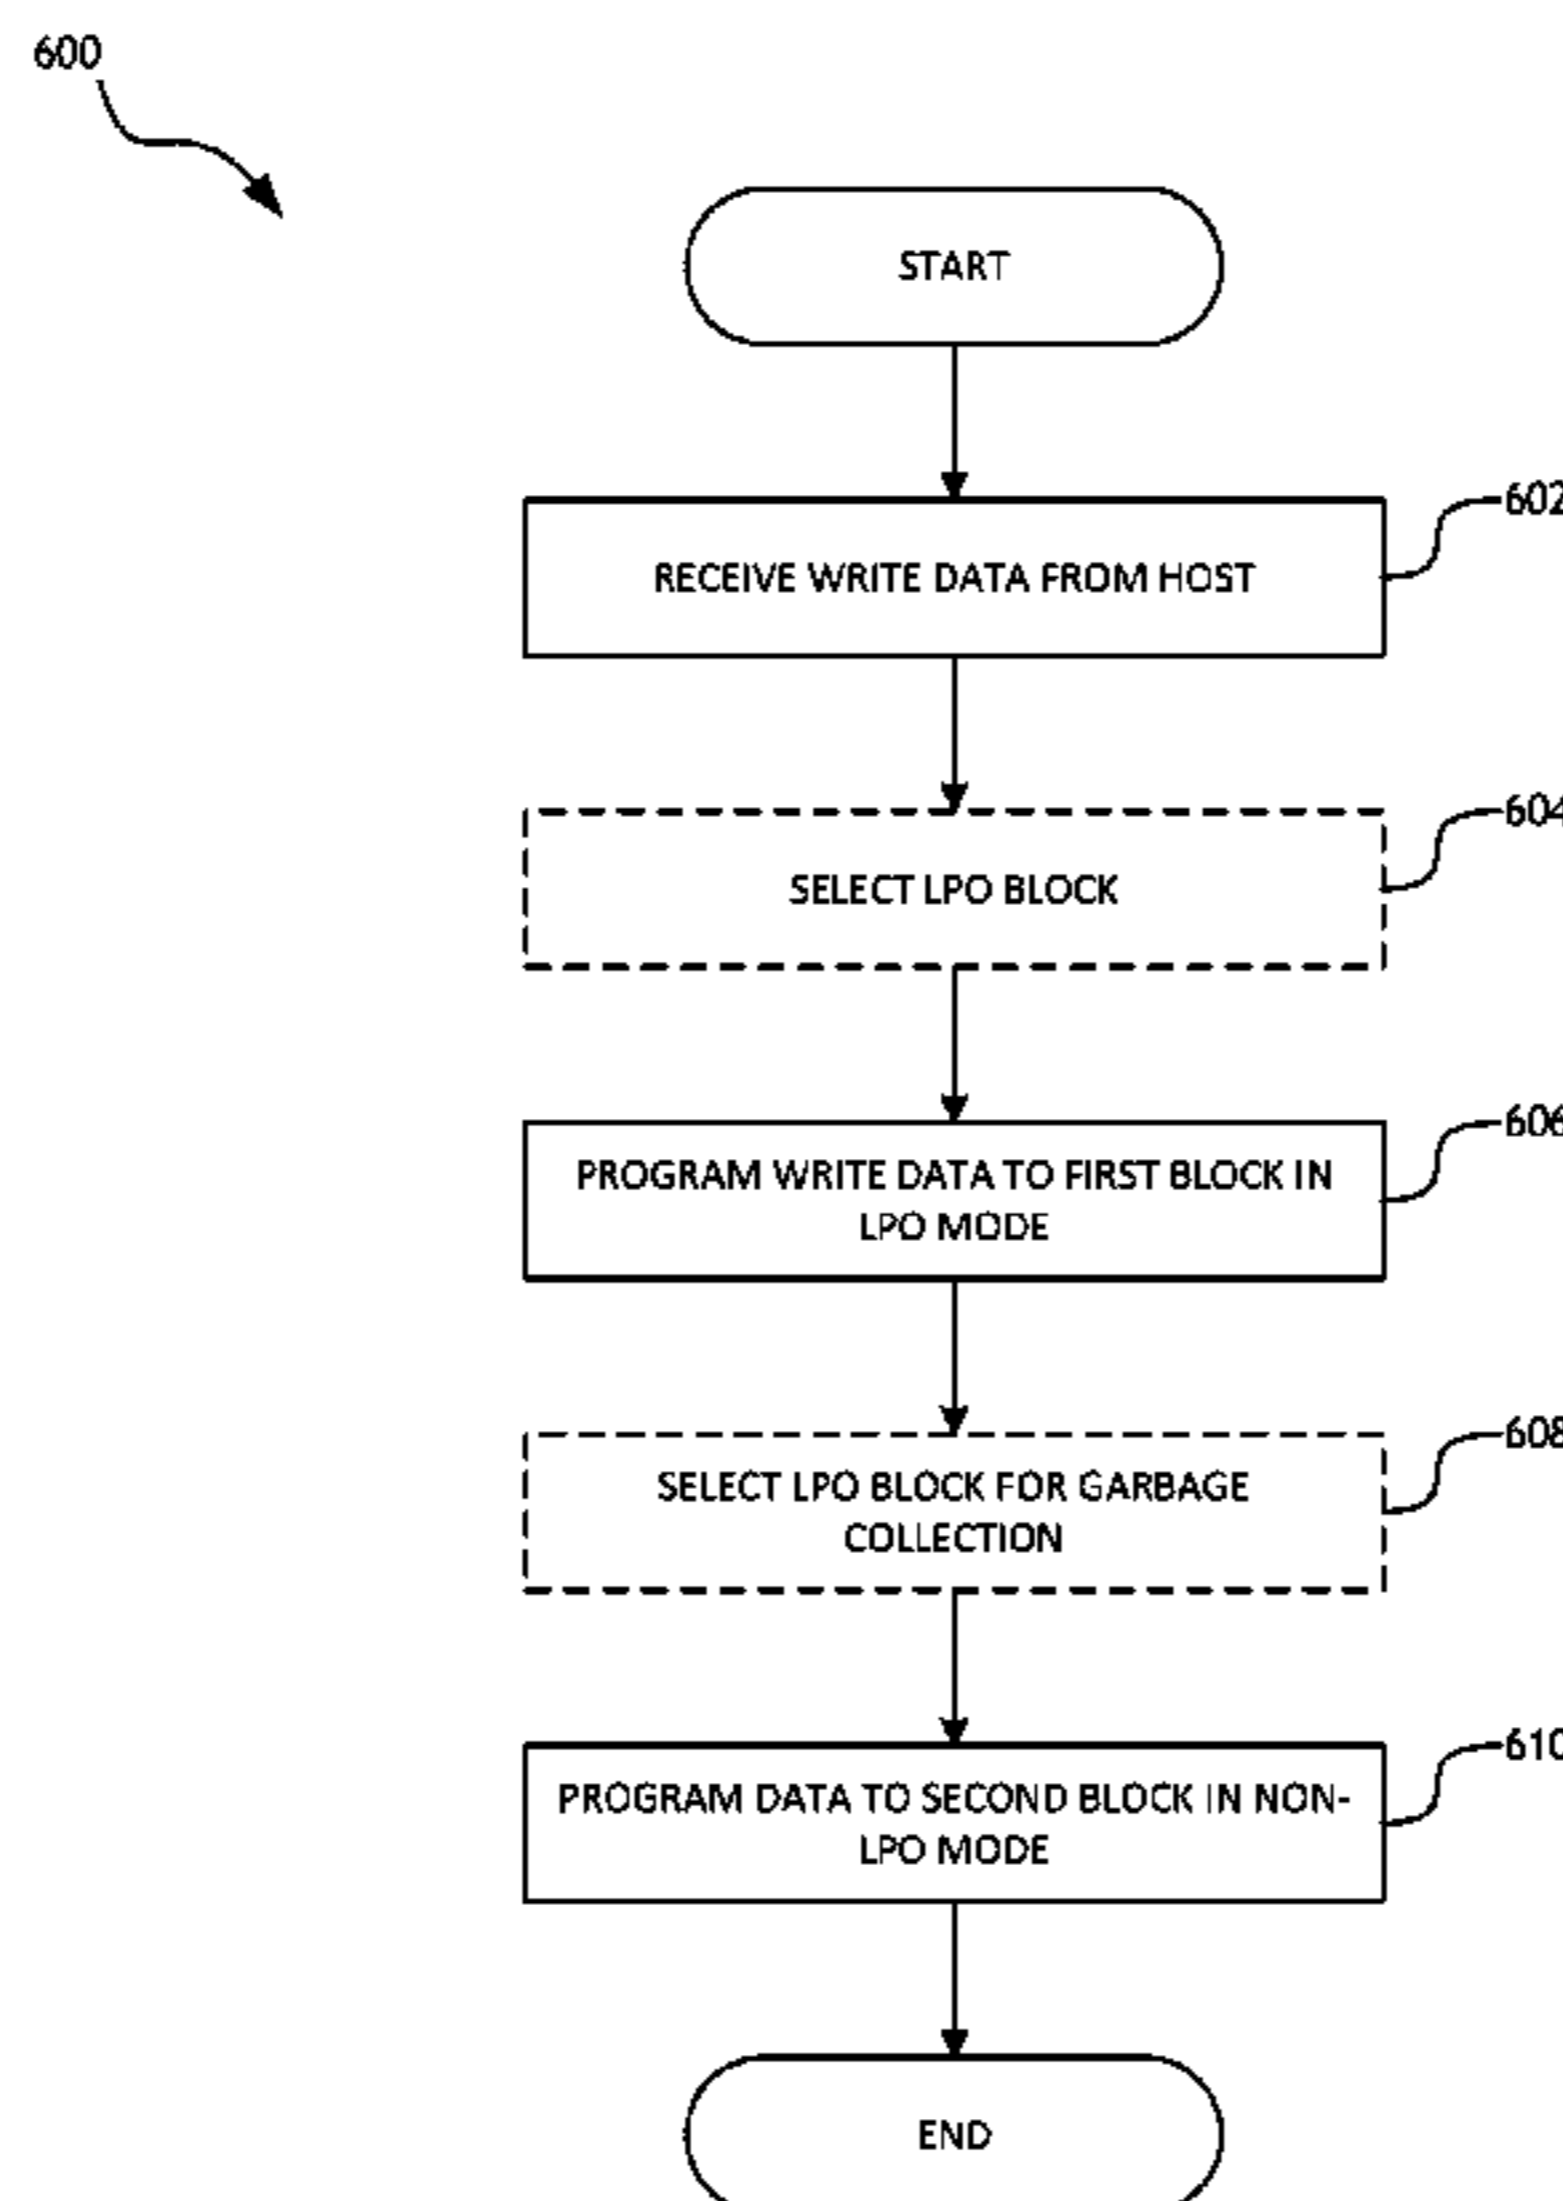 600
START
602
RECEIVE WRITE DATA FROM HOST
604
SELECT LPO BLOCK
606
PROGRAM WRITE DATA TO FIRST BLOCK IN
LPO MODE
608
SELECT LPO BLOCK FOR GARBAGE
COLLECTION
610
PROGRAM DATA TO SECOND BLOCK IN NON-
LPO MODE
END